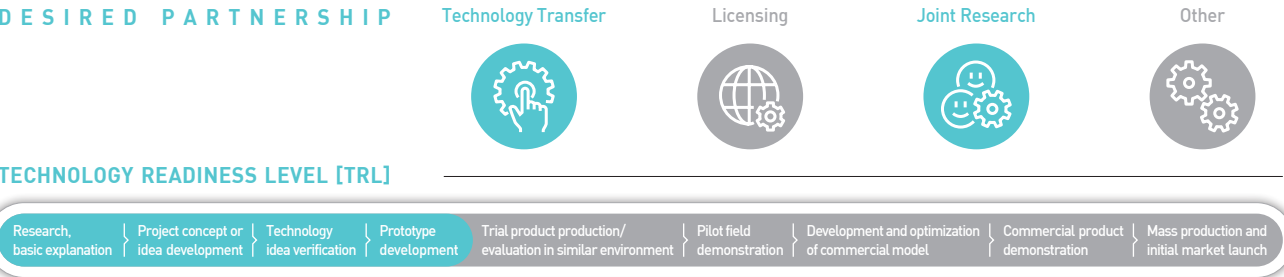 DESIRED PARTNERSHIP
Technology Transfer
Licensing
Joint Research
Other
TECHNOLOGY READINESS LEVEL [TRL]
Research,
basic explanation
Project concept or
idea development
Technology
idea verification
Prototype
development
Trial product production/
evaluation in similar environment
Pilot field
demonstration
Development and optimization
of commercial model
Commercial product
demonstration
Mass production and
initial market launch